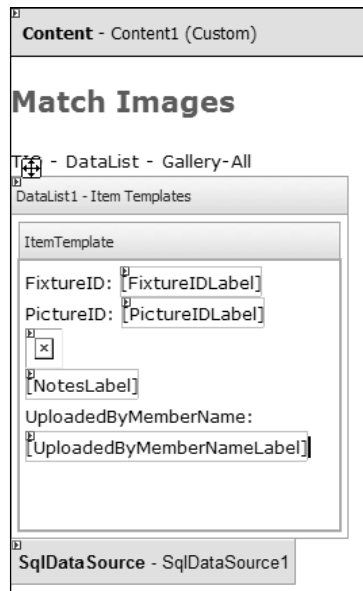 Content - Content1 (Custom)
Match Images
- DataList - Gallery-All
DataList1 - Item Templates
ItemTemplate
FixtureID: [FixtureIDLabel]
PictureID: [PictureIDLabel]
[NotesLabel]
UploadedByMemberName:
[UploadedByMemberNameLabel]
SqlDataSource - SqlDataSource1